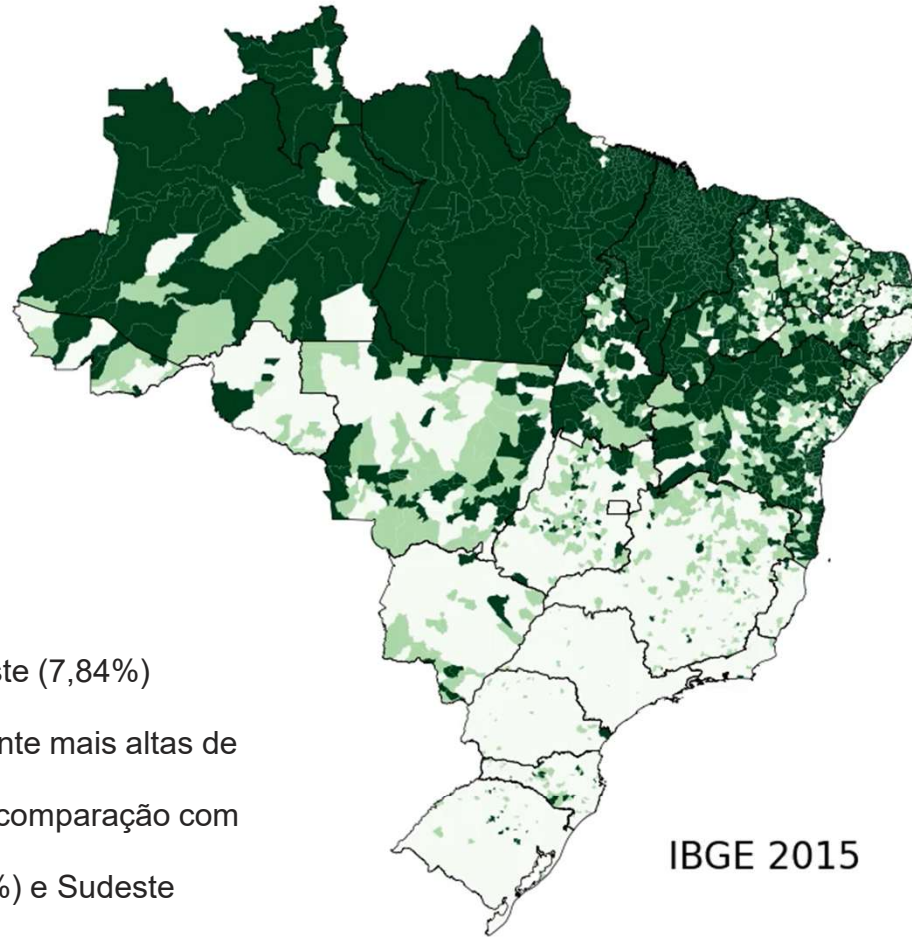 ste (7,84%)
nte mais altas de
comparação com
%) e Sudeste
IBGE 2015